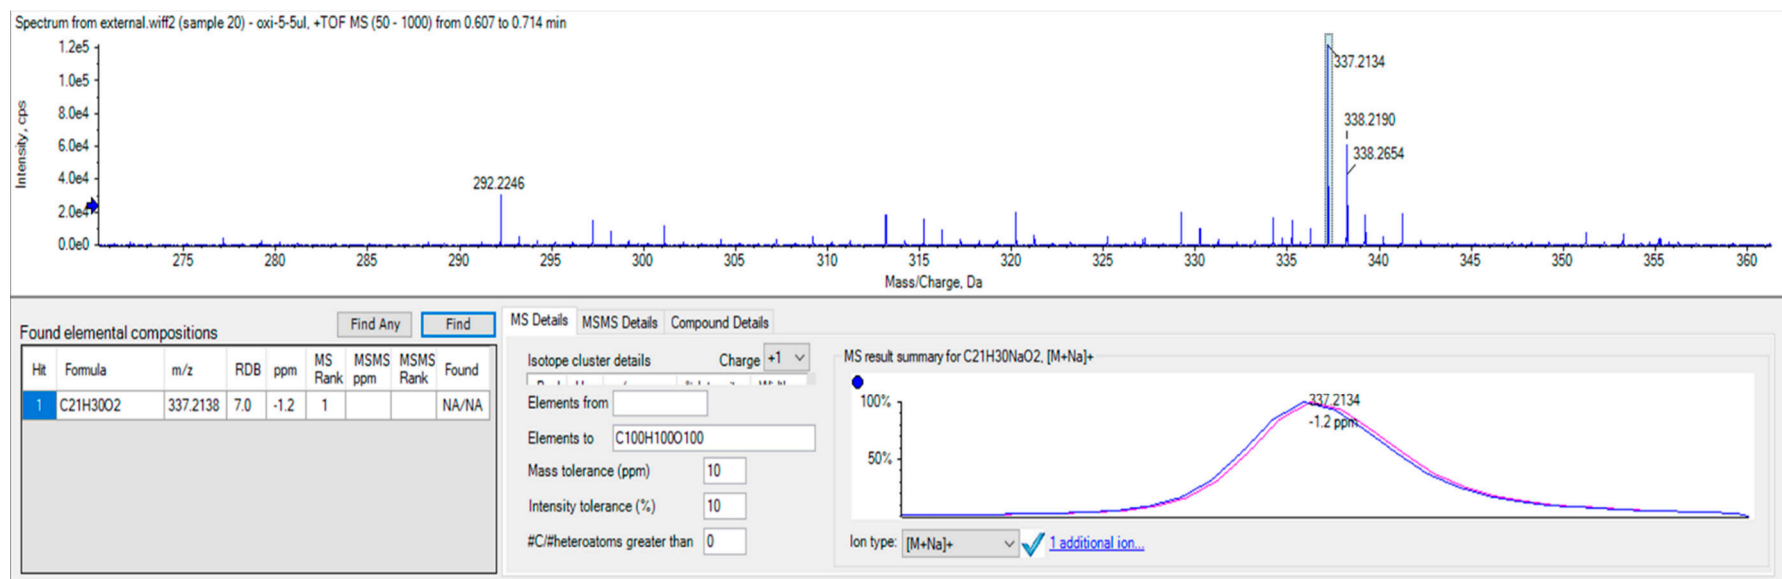 Spectrum from external.wiff2 (sample 20) - oxi-5-5ul, +TOF MS (50 - 1000) from 0.607 to 0.714 min
Intensity, cps
1.2e5
1.0e5
8.0e4
6.0e4
4.0e4
2.0e4
0.0e0
292.2246
337.2134
338.2190
338.2654
275 280 285 290 295 300 305 310 315 320 325 330 335 340 345 350 355 360
Mass/Charge, Da
Found elemental compositions
Find Any
Find
Hit Formula m/z RDB ppm MS Rank MSMS ppm MSMS Rank Found
1 C21H30O2 337.2138 7.0 -1.2 1 NA/NA
MS Details MSMS Details Compound Details
Isotope cluster details Charge +1
Elements from
Elements to C100H100O100
Mass tolerance (ppm) 10
Intensity tolerance (%) 10
#C/#heteroatoms greater than 0
MS result summary for C21H30NaO2, [M+Na]+
100%
50%
337.2134
-1.2 ppm
Ion type: [M+Na]+ 1 additional ion...